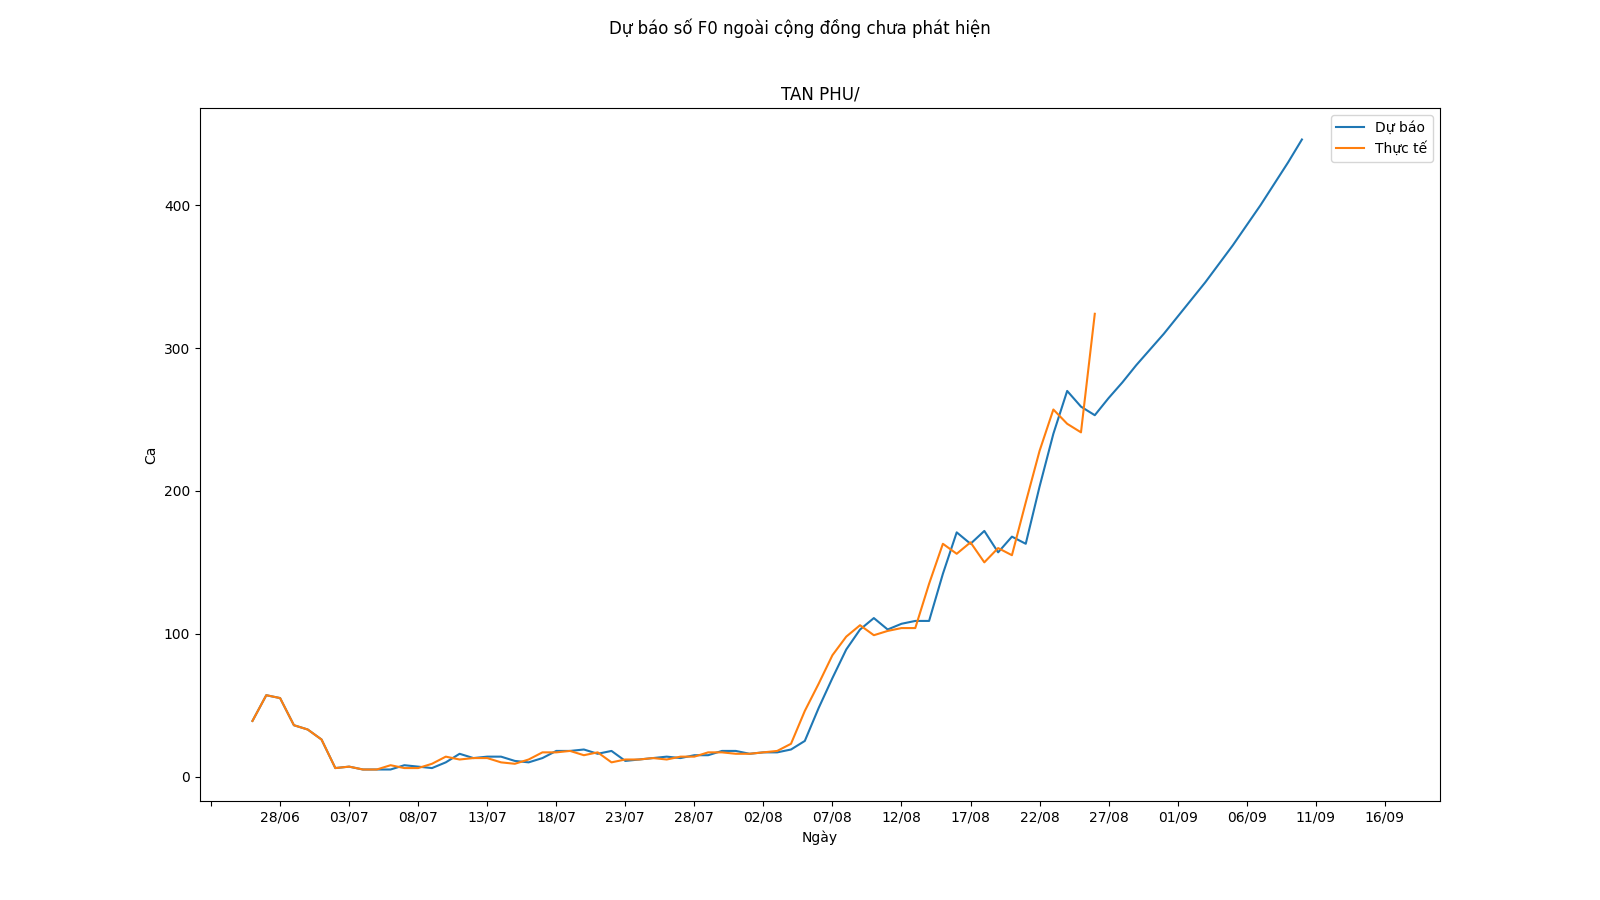 Dự báo số F0 ngoài cộng đồng chưa phát hiện
TAN PHU/
Dự báo
Thực tế
400
300
200
100
0
Ca
28/06 03/07 08/07 13/07 18/07 23/07 28/07 02/08 07/08 12/08 17/08 22/08 27/08 01/09 06/09 11/09 16/09
Ngày